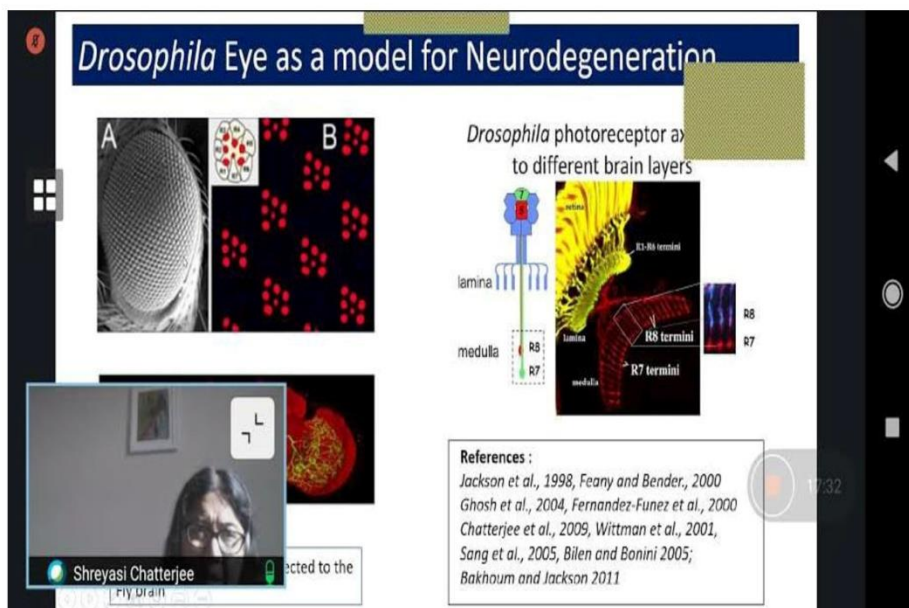 Drosophila Eye as a model for Neurodegeneration
A
B
Drosophila photoreceptor ax
to different brain layers
7
8
retina
R1-R6 termini
lamina
lamina
medulla
R8
R7
R8 termini
R7 termini
medulla
R8
R7
References :
Jackson et al., 1998, Feany and Bender., 2000
Ghosh et al., 2004, Fernandez-Funez et al., 2000
Chatterjee et al., 2009, Wittman et al., 2001,
Sang et al., 2005, Bilen and Bonini 2005;
Bakhoum and Jackson 2011
17:32
Shreyasi Chatterjee
ected to the
Fly brain